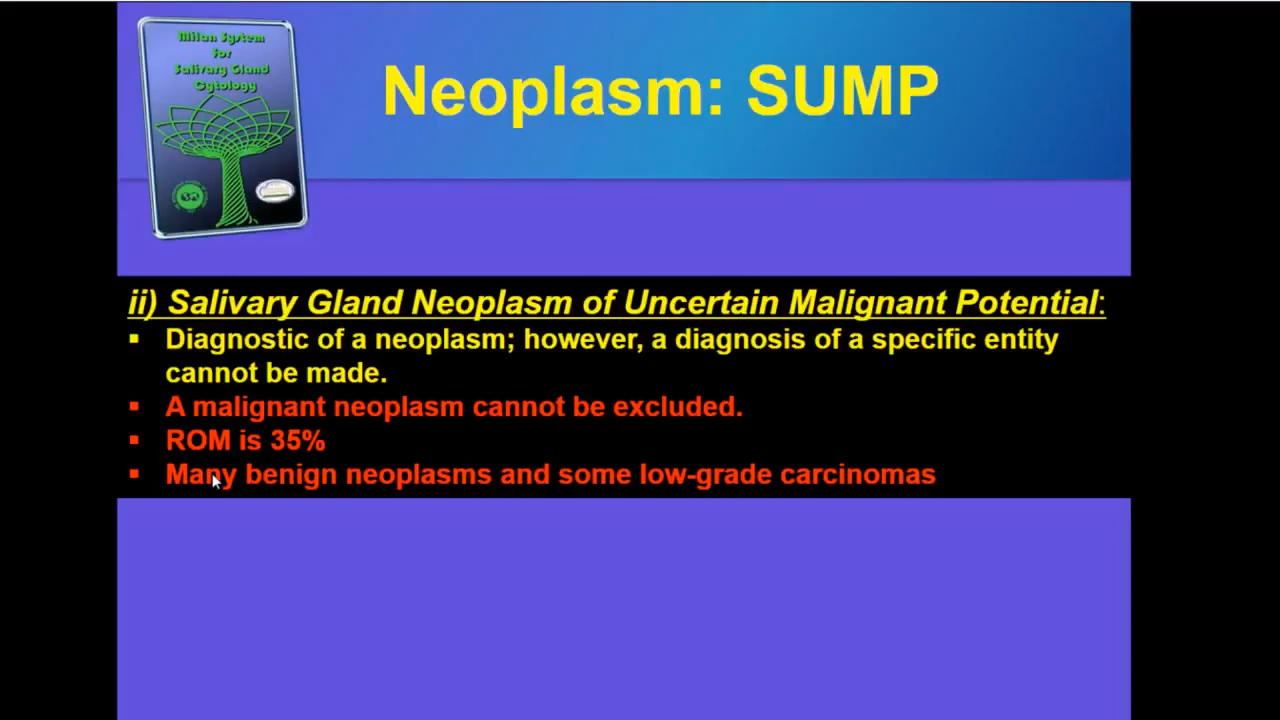 Milan System
for
Salivary Gland
Cytology
Neoplasm: SUMP
ii) Salivary Gland Neoplasm of Uncertain Malignant Potential:
▪ Diagnostic of a neoplasm; however, a diagnosis of a specific entity
cannot be made.
▪ A malignant neoplasm cannot be excluded.
▪ ROM is 35%
▪ Many benign neoplasms and some low-grade carcinomas